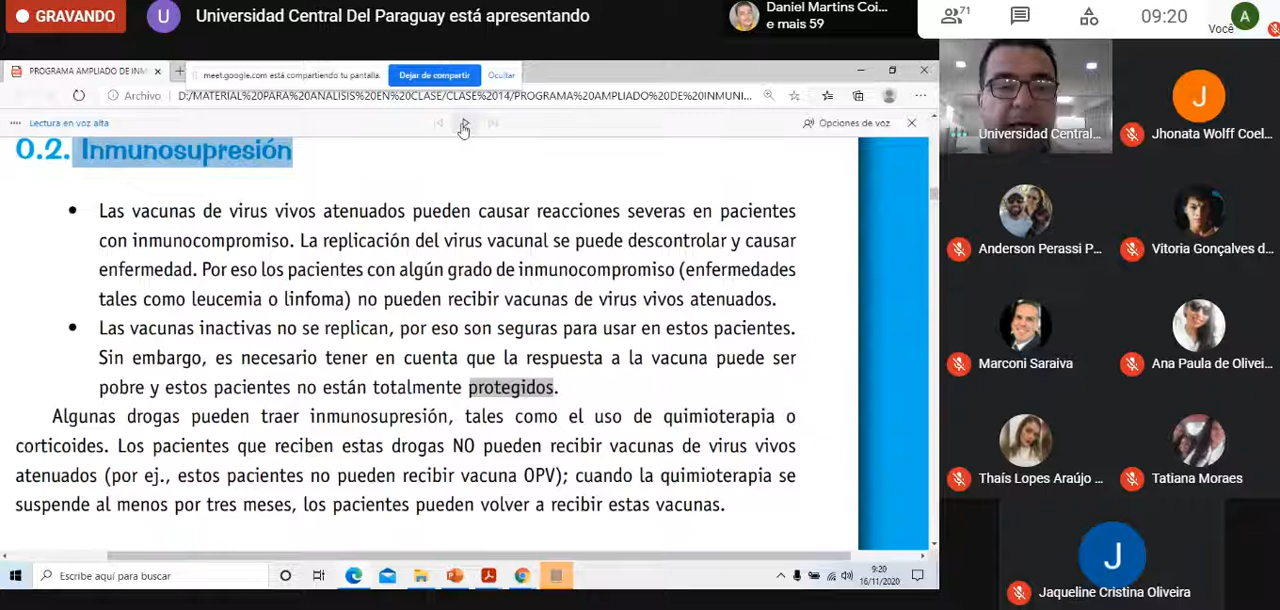 GRAVANDO
U
Universidad Central Del Paraguay está apresentando
Daniel Martins Coi...
e mais 59
71
09:20
Você
A
PROGRAMA AMPLIADO DE INM
meet.google.com está compartiendo tu pantalla.
Dejar de compartir
Ocultar
Archivo
D:/MATERIAL%20PARA%20ANALISIS%20EN%20CLASE/CLASE%2014/PROGRAMA%20AMPLIADO%20DE%20INMUNI...
Lectura en voz alta
Opciones de voz
0.2. Inmunosupresión
• Las vacunas de virus vivos atenuados pueden causar reacciones severas en pacientes
con inmunocompromiso. La replicación del virus vacunal se puede descontrolar y causar
enfermedad. Por eso los pacientes con algún grado de inmunocompromiso (enfermedades
tales como leucemia o linfoma) no pueden recibir vacunas de virus vivos atenuados.
• Las vacunas inactivas no se replican, por eso son seguras para usar en estos pacientes.
Sin embargo, es necesario tener en cuenta que la respuesta a la vacuna puede ser
pobre y estos pacientes no están totalmente protegidos.
Algunas drogas pueden traer inmunosupresión, tales como el uso de quimioterapia o
corticoides. Los pacientes que reciben estas drogas NO pueden recibir vacunas de virus vivos
atenuados (por ej., estos pacientes no pueden recibir vacuna OPV); cuando la quimioterapia se
suspende al menos por tres meses, los pacientes pueden volver a recibir estas vacunas.
Escribe aquí para buscar
9:20
16/11/2020
Universidad Central...
J
Jhonata Wolff Coel...
Anderson Perassi P...
Vitoria Gonçalves d...
Marconi Saraiva
Ana Paula de Olivei...
Thaís Lopes Araújo ...
Tatiana Moraes
J
Jaqueline Cristina Oliveira